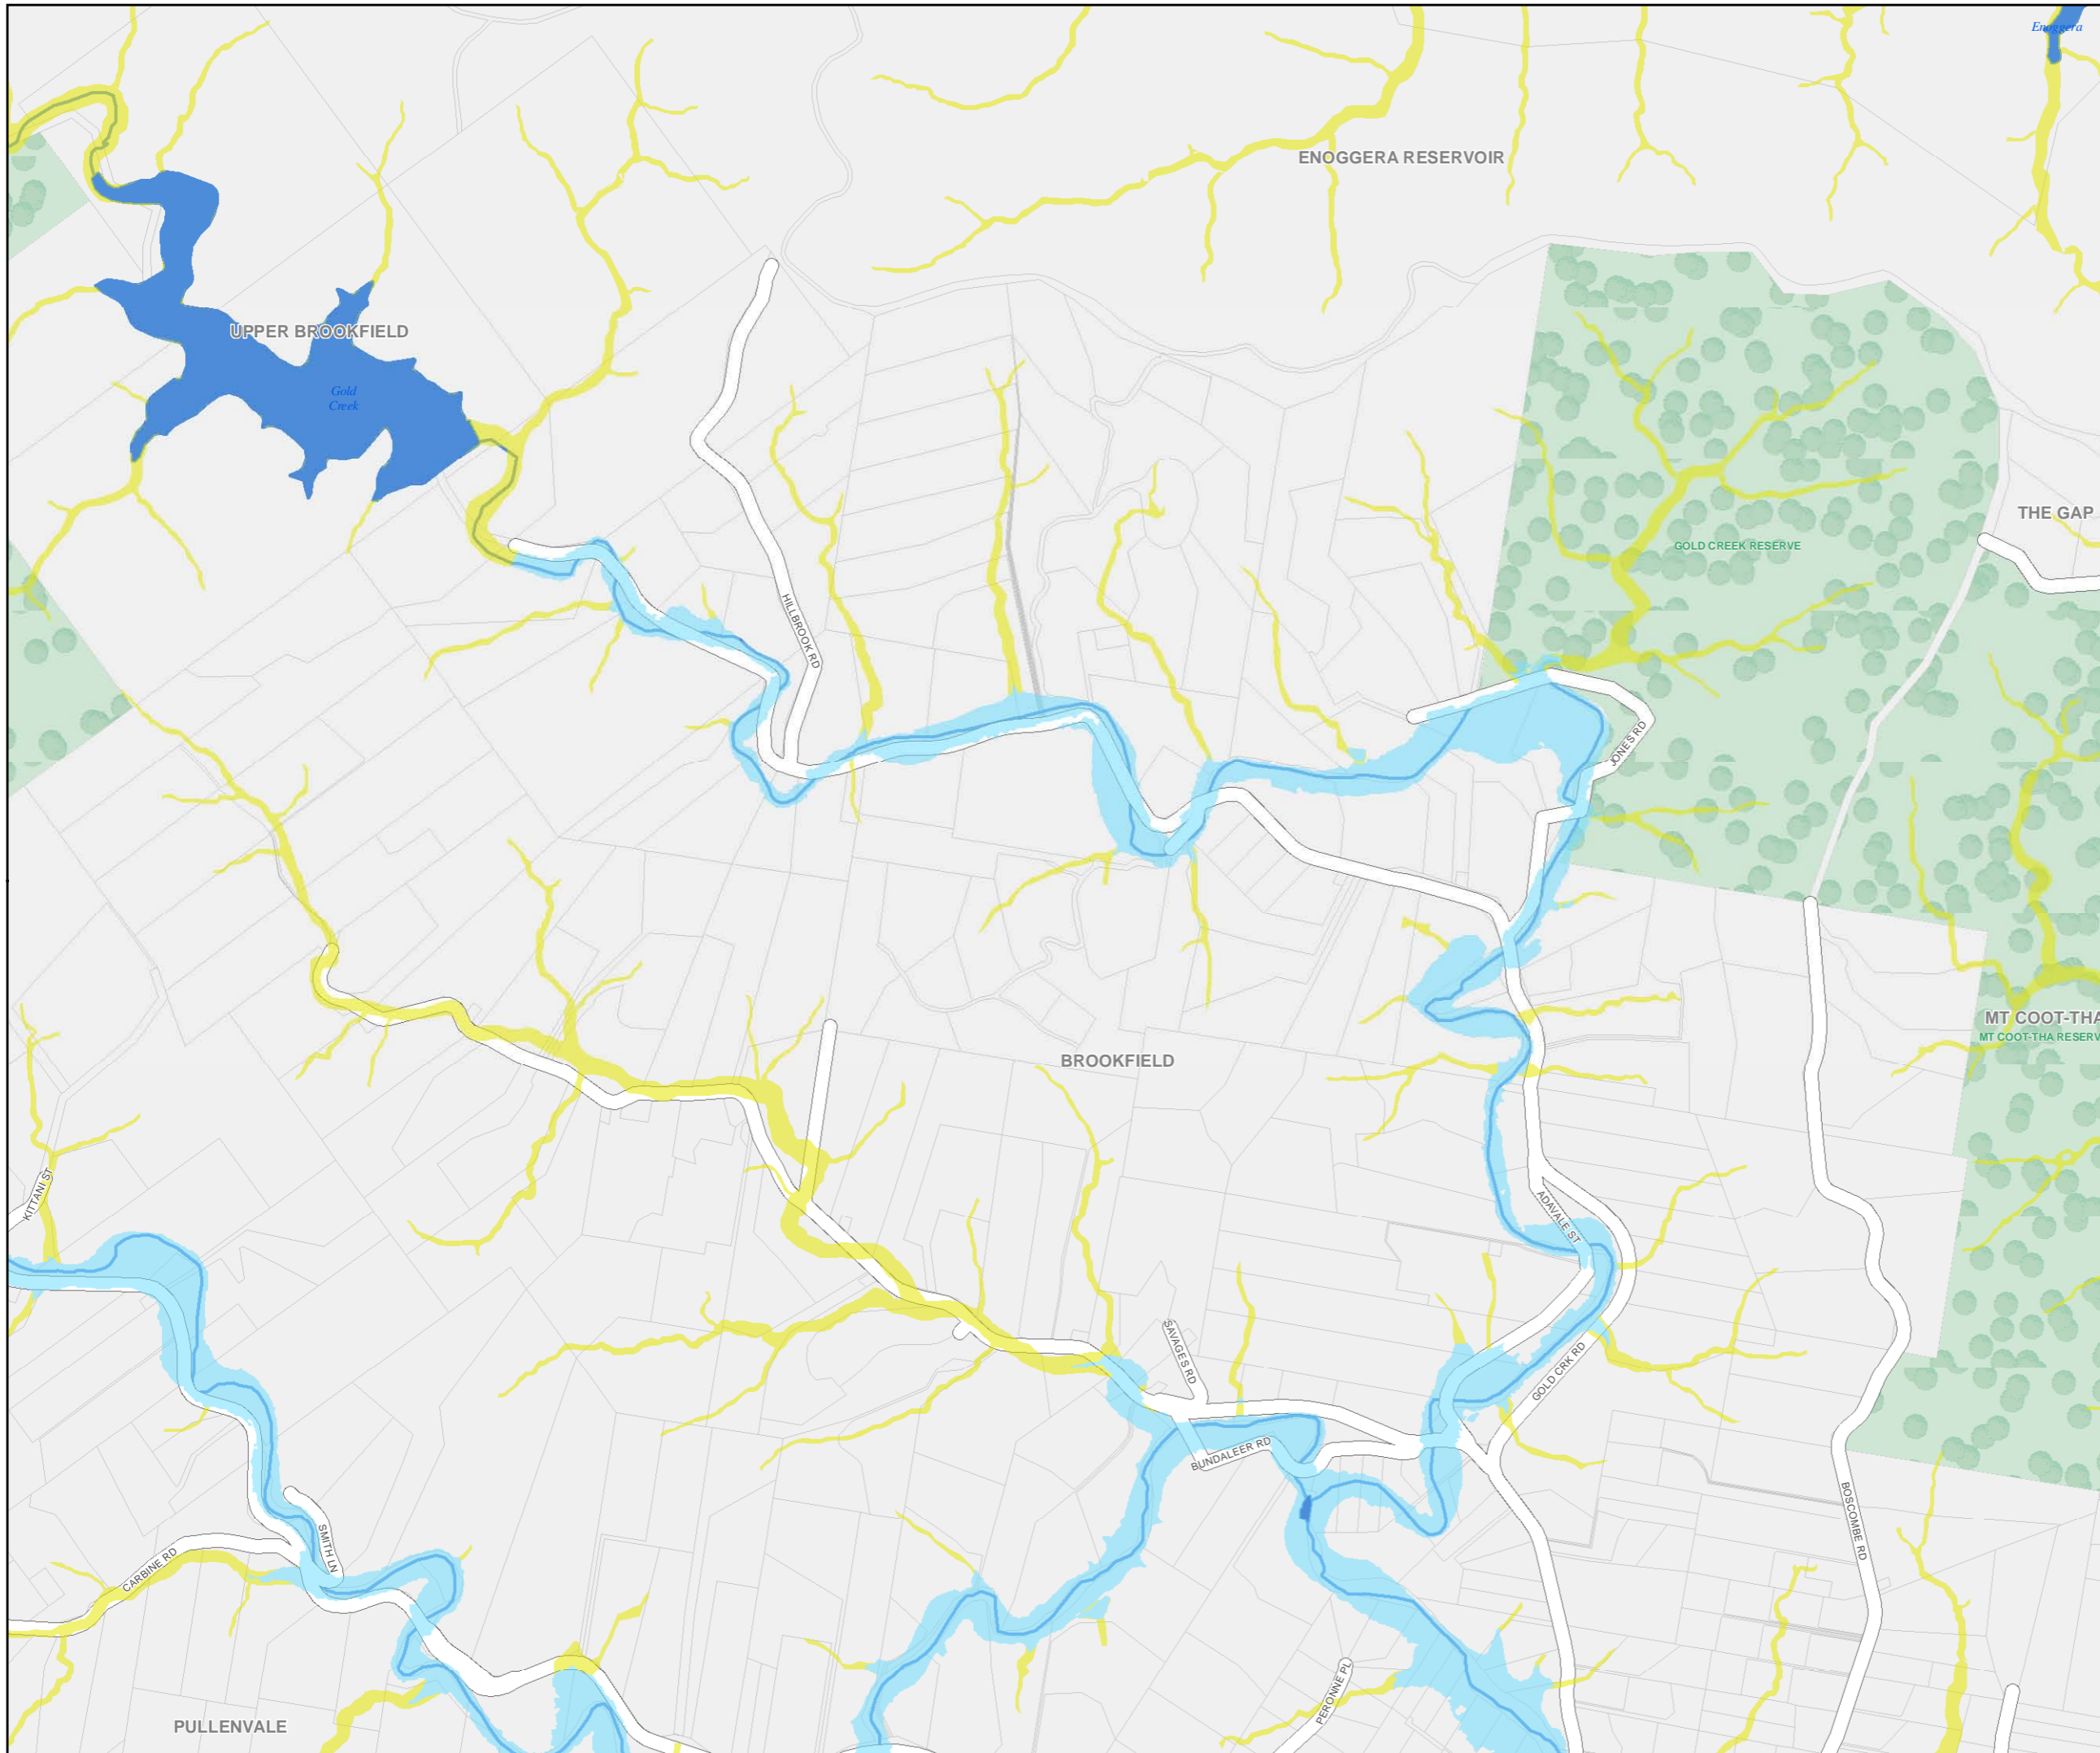 Enoggera
ENOGGERA RESERVOIR
UPPER BROOKFIELD
Gold
Creek
THE GAP
GOLD CREEK RESERVE
HILLBROOK RD
JONES RD
MT COOT-THA
MT COOT-THA RESERV
BROOKFIELD
KITTANI ST
ADAVALE ST
SAVAGES RD
GOLD CRK RD
BUNDALEER RD
BOSCOMBE RD
SMITH LN
CARBINE RD
PERONNE PL
PULLENVALE